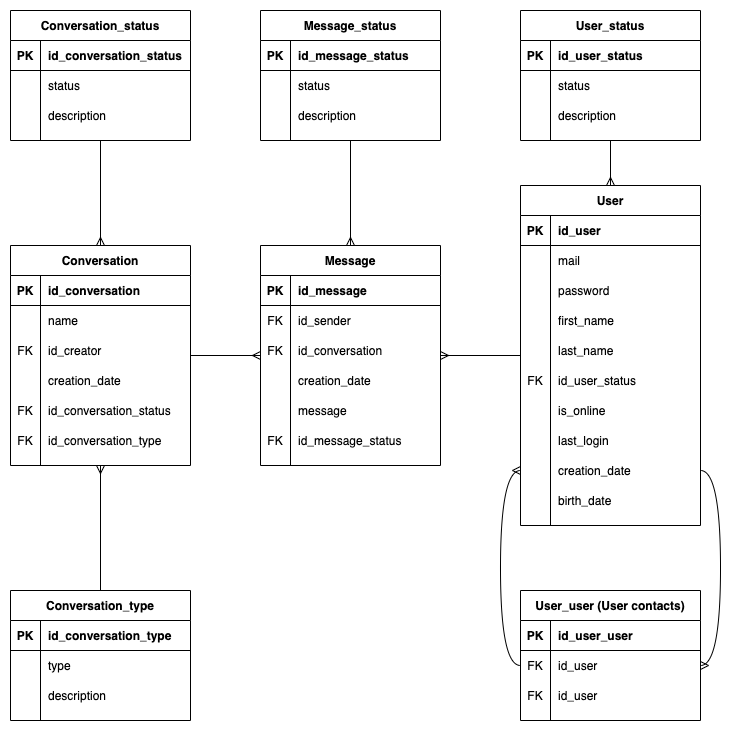 Conversation_status
PK id_conversation_status
status
description
Message_status
PK id_message_status
status
description
User_status
PK id_user_status
status
description
Conversation
PK id_conversation
name
FK id_creator
creation_date
FK id_conversation_status
FK id_conversation_type
Message
PK id_message
FK id_sender
FK id_conversation
creation_date
message
FK id_message_status
User
PK id_user
mail
password
first_name
last_name
FK id_user_status
is_online
last_login
creation_date
birth_date
Conversation_type
PK id_conversation_type
type
description
User_user (User contacts)
PK id_user_user
FK id_user
FK id_user